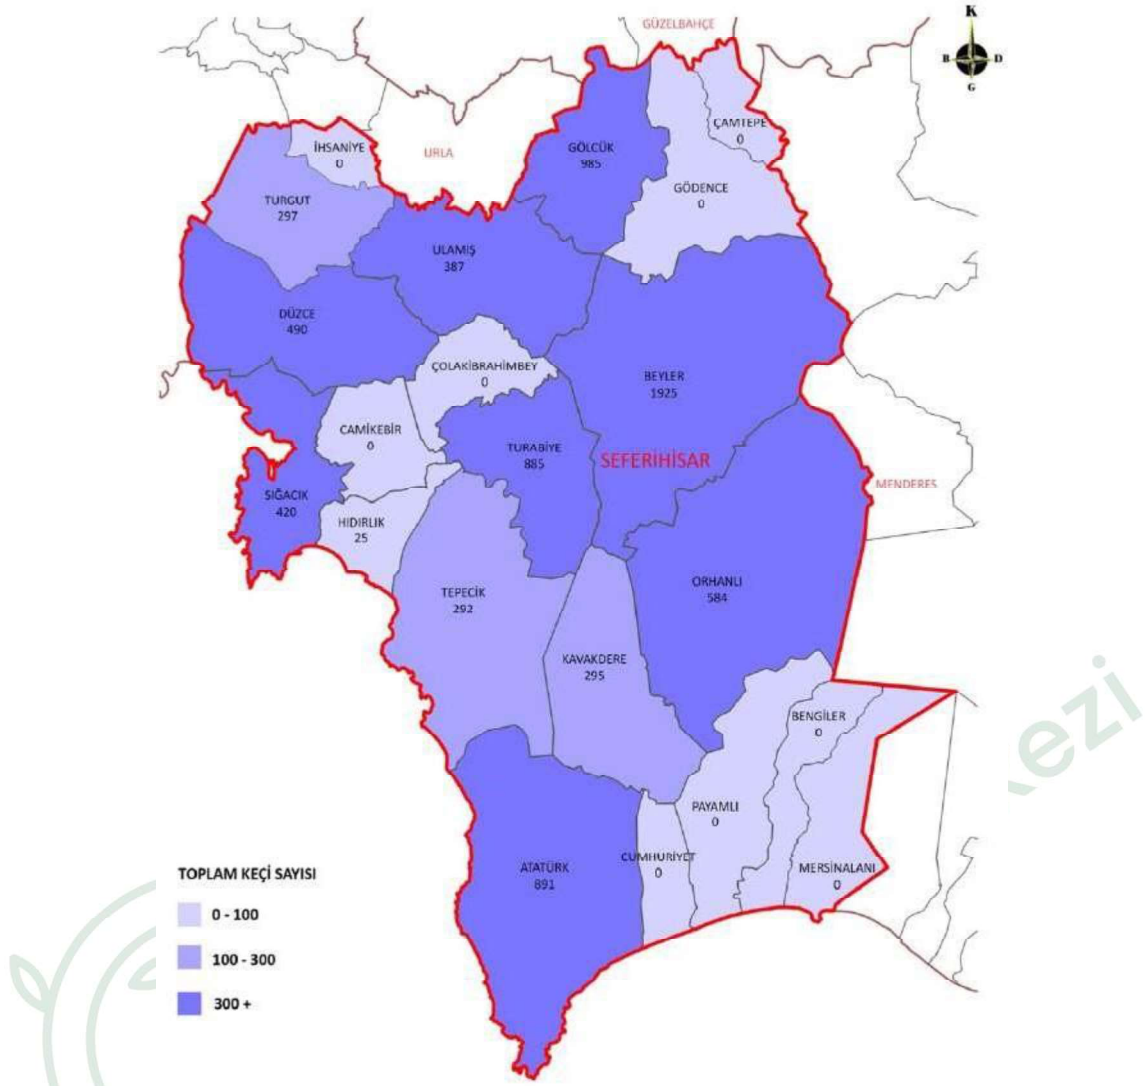 GÜZELBAHÇE
K
B
D
G
ÇAMTEPE
0
İHSANİYE
0
URLA
GÖLCÜK
985
GÖDENCE
0
TURGUT
297
ULAMIŞ
387
DÜZCE
490
ÇOLAKİBRAHİMBEY
0
BEYLER
1925
CAMİKEBİR
0
TURABİYE
885
SEFERİHİSAR
MENDERES
SIĞACIK
420
HIDIRLIK
25
TEPECİK
292
ORHANLI
584
KAVAKDERE
295
BENGİLER
0
PAYAMLI
0
CUMHURİYET
0
MERSİNALANI
0
ATATÜRK
891
TOPLAM KEÇİ SAYISI
0 - 100
100 - 300
300 +